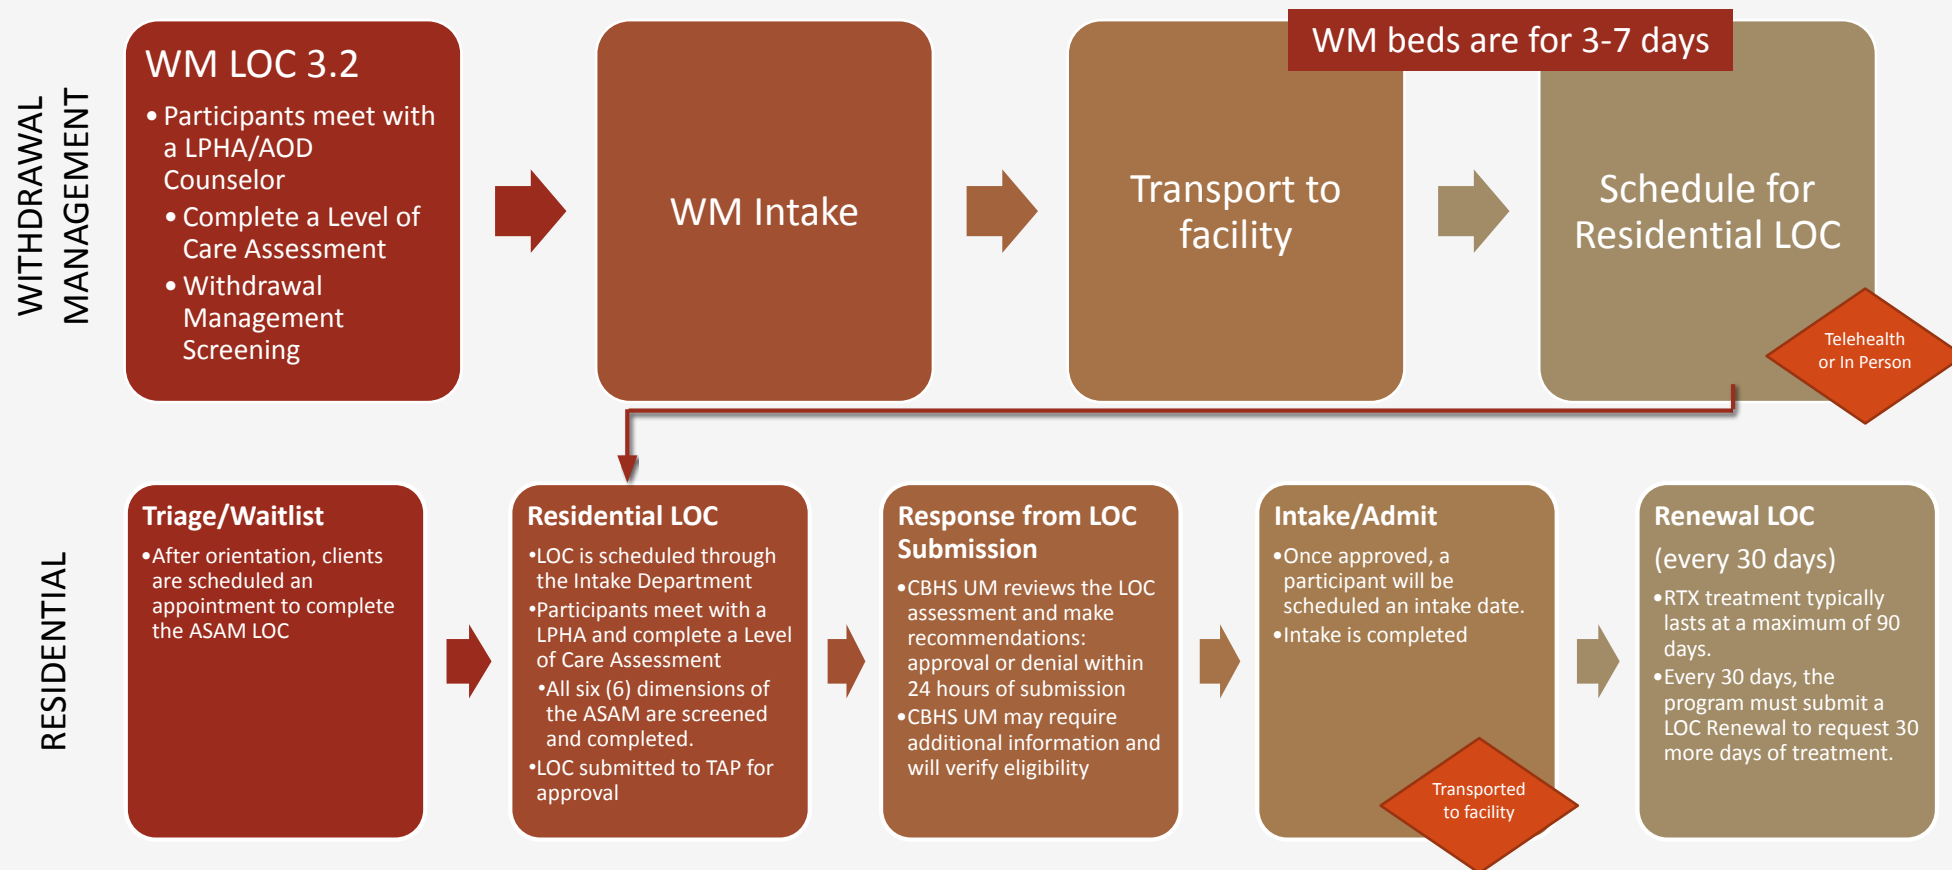 WITHDRAWAL
MANAGEMENT
WM LOC 3.2
• Participants meet with
a LPHA/AOD
Counselor
• Complete a Level of
Care Assessment
• Withdrawal
Management
Screening
WM Intake
Transport to
facility
WM beds are for 3-7 days
Schedule for
Residential LOC
Telehealth
or In Person
RESIDENTIAL
Triage/Waitlist
•After orientation, clients
are scheduled an
appointment to complete
the ASAM LOC
Residential LOC
•LOC is scheduled through
the Intake Department
•Participants meet with a
LPHA and complete a Level
of Care Assessment
•All six (6) dimensions of
the ASAM are screened
and completed.
•LOC submitted to TAP for
approval
Response from LOC
Submission
•CBHS UM reviews the LOC
assessment and make
recommendations:
approval or denial within
24 hours of submission
•CBHS UM may require
additional information and
will verify eligibility
Intake/Admit
•Once approved, a
participant will be
scheduled an intake date.
•Intake is completed
Transported
to facility
Renewal LOC
(every 30 days)
•RTX treatment typically
lasts at a maximum of 90
days.
•Every 30 days, the
program must submit a
LOC Renewal to request 30
more days of treatment.